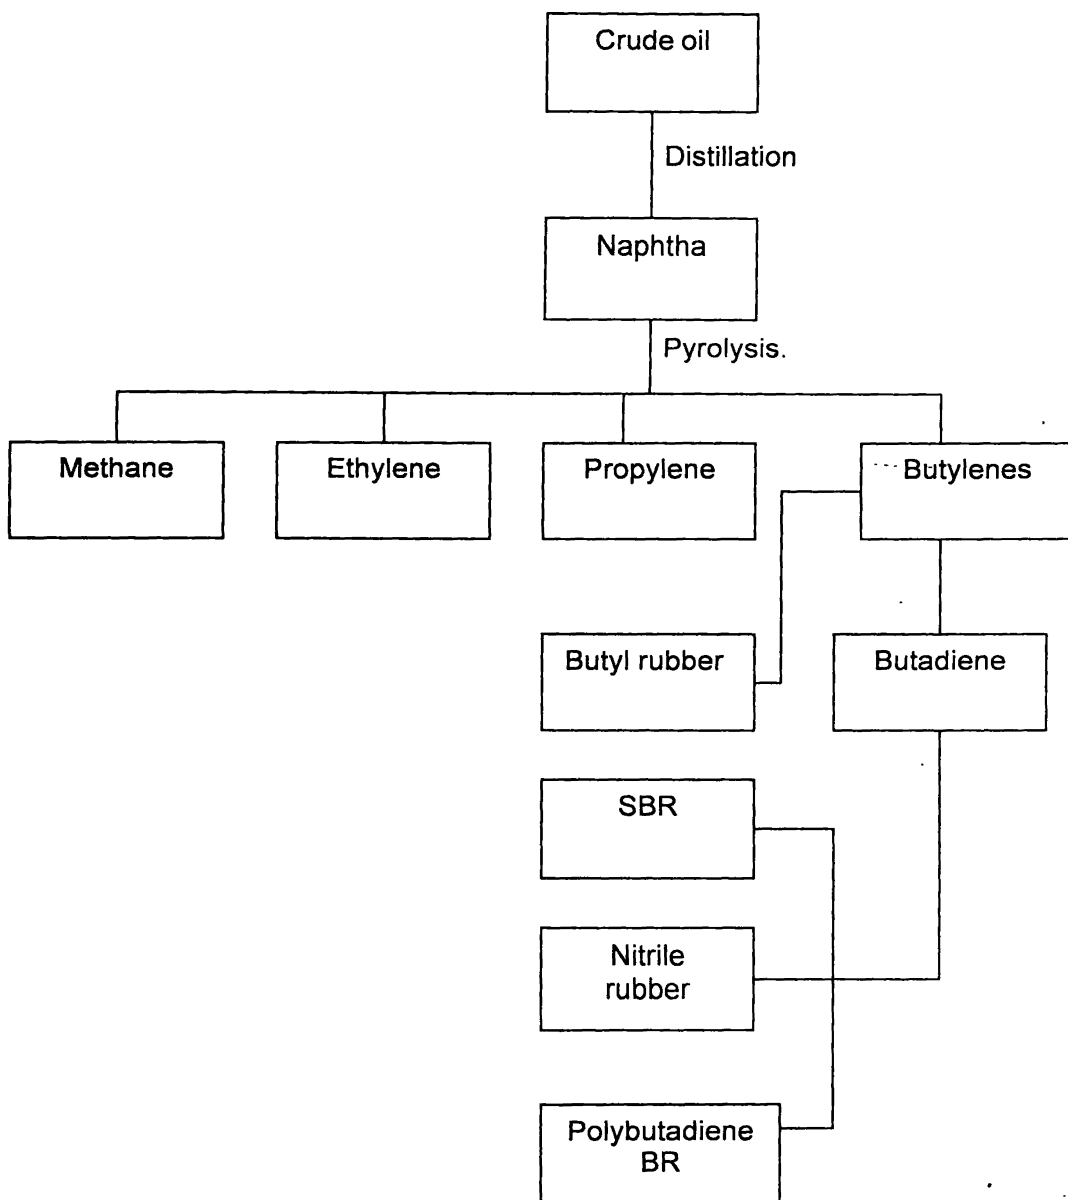 Crude oil
Distillation
Naphtha
Pyrolysis.
Methane
Ethylene
Propylene
Butylenes
Butyl rubber
Butadiene
SBR
Nitrile
rubber
Polybutadiene
BR